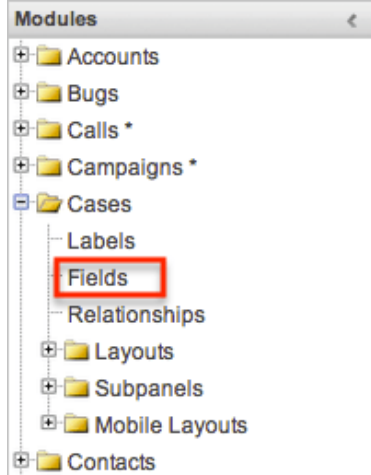 Modules <
Accounts
Bugs
Calls *
Campaigns *
Cases
Labels
Fields
Relationships
Layouts
Subpanels
Mobile Layouts
Contacts